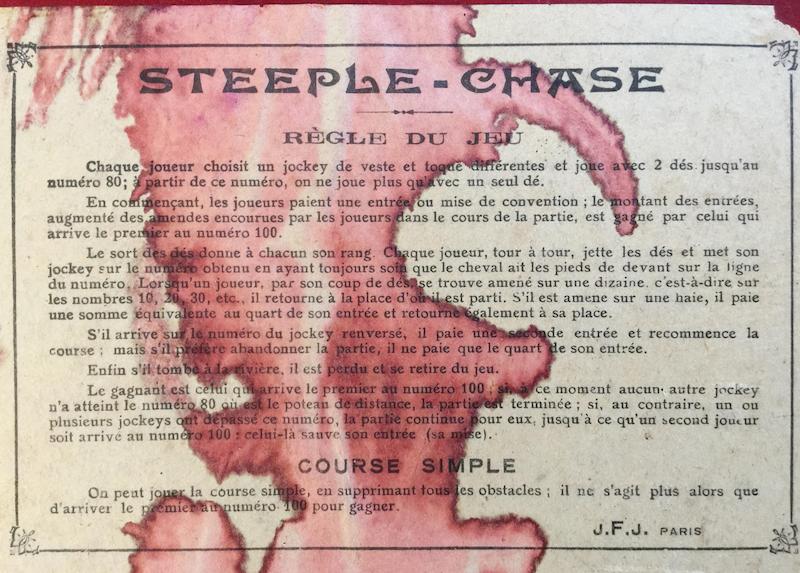 STEEPLE-CHASE
RÈGLE DU JEU
Chaque joueur choisit un jockey de veste et toque différentes et joue avec 2 dés jusqu'au
numéro 80; à partir de ce numéro, on ne joue plus qu'avec un seul dé.
En commençant, les joueurs paient une entrée ou mise de convention ; le montant des entrées,
augmenté des amendes encourues par les joueurs dans le cours de la partie, est gagné par celui qui
arrive le premier au numéro 100.
Le sort des dés donne à chacun son rang. Chaque joueur, tour à tour, jette les dés et met son
jockey sur le numéro obtenu en ayant toujours soin que le cheval ait les pieds de devant sur la ligne
du numéro. Lorsqu'un joueur, par son coup de dés se trouve amené sur une dizaine. c'est-à-dire sur
les nombres 10, 20, 30, etc., il retourne à la place d'où il est parti. S'il est amene sur une haie, il paie
une somme équivalente au quart de son entrée et retourne également à sa place.
S'il arrive sur le numéro du jockey renversé, il paie une seconde entrée et recommence la
course ; mais s'il préfère abandonner la partie, il ne paie que le quart de son entrée.
Enfin s'il tombe à la rivière, il est perdu et se retire du jeu.
Le gagnant est celui qui arrive le premier au numéro 100 ; si, à ce moment aucun autre jockey
n'a atteint le numéro 80 où est le poteau de distance, la partie est terminée ; si, au contraire, un ou
plusieurs jockeys ont dépassé ce numéro, la partie continue pour eux, jusqu'à ce qu'un second joueur
soit arrivé au numéro 100 : celui-là sauve son entrée (sa mise).
COURSE SIMPLE
On peut jouer la course simple, en supprimant tous les obstacles ; il ne s'agit plus alors que
d'arriver le premier au numéro 100 pour gagner.
J.F.J. PARIS